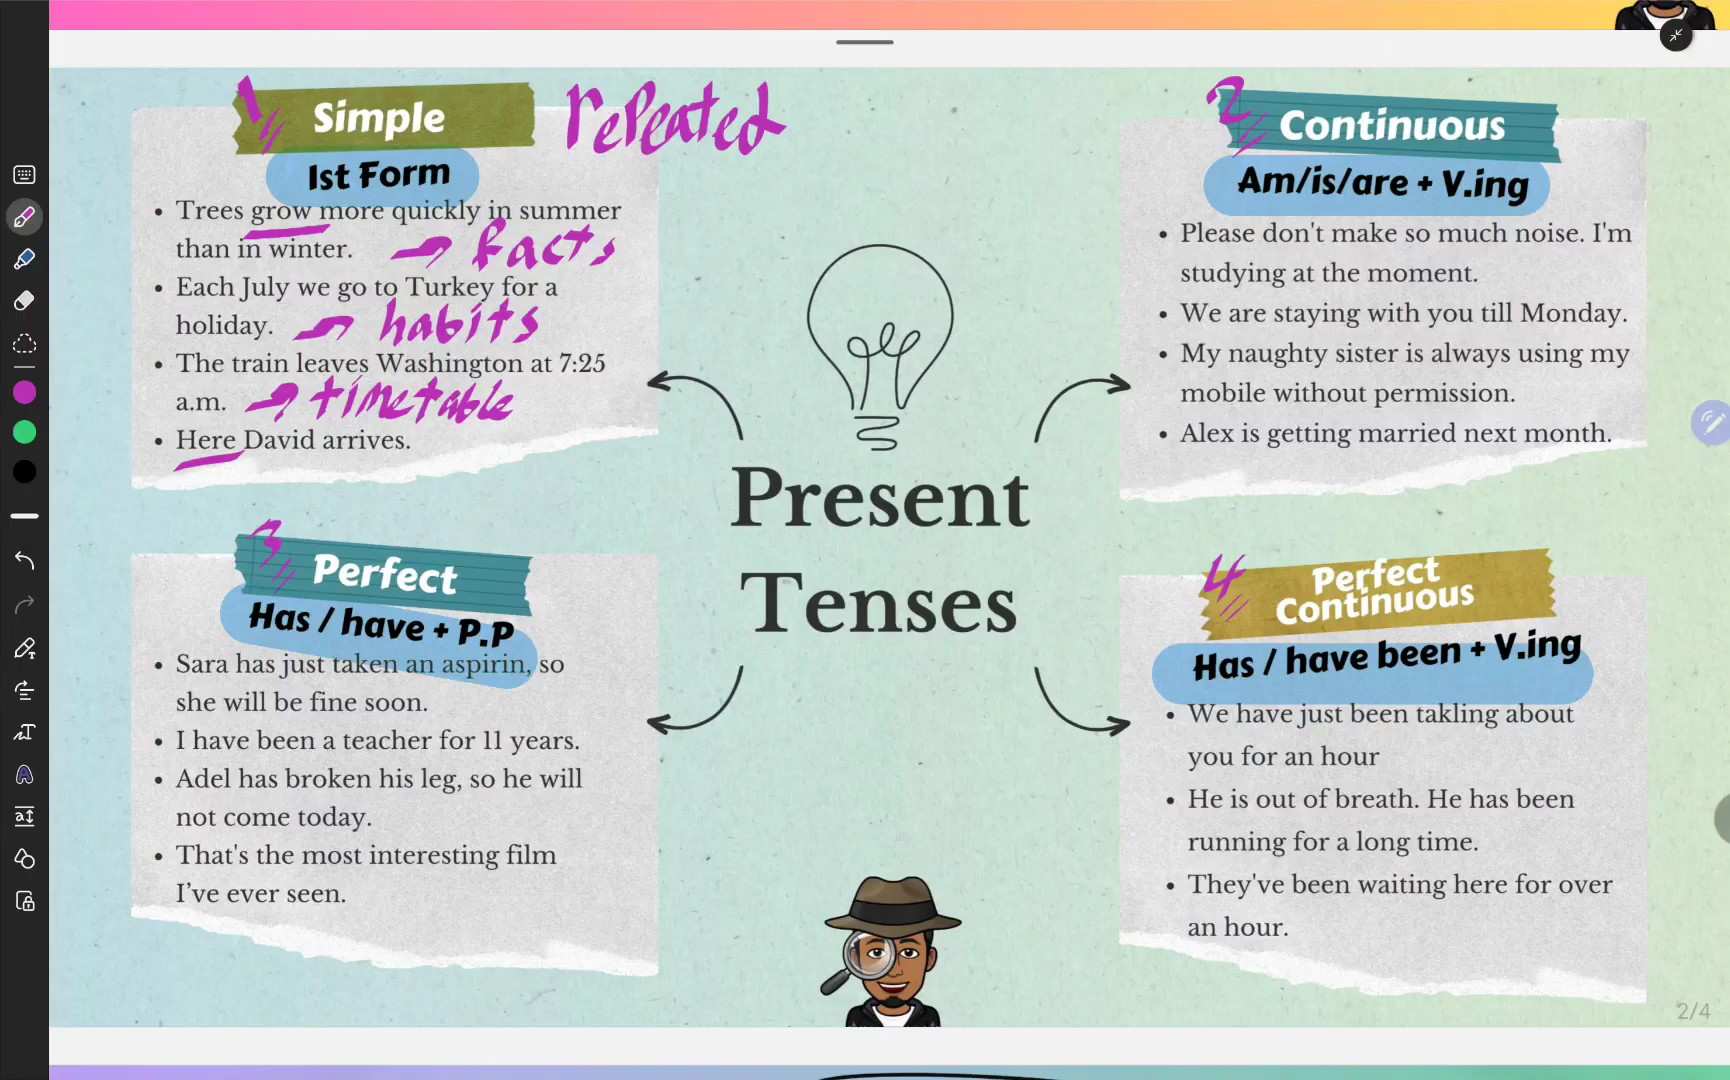 1 Simple repeated
1st Form
• Trees grow more quickly in summer
than in winter. → facts
• Each July we go to Turkey for a
holiday. → habits
• The train leaves Washington at 7:25
a.m. → timetable
• Here David arrives.
2 Continuous
Am/is/are + V.ing
• Please don't make so much noise. I'm
studying at the moment.
• We are staying with you till Monday.
• My naughty sister is always using my
mobile without permission.
• Alex is getting married next month.
Present
Tenses
3 Perfect
Has / have + P.P
• Sara has just taken an aspirin, so
she will be fine soon.
• I have been a teacher for 11 years.
• Adel has broken his leg, so he will
not come today.
• That's the most interesting film
I've ever seen.
4 Perfect
Continuous
Has / have been + V.ing
• We have just been takling about
you for an hour
• He is out of breath. He has been
running for a long time.
• They've been waiting here for over
an hour.
2/4